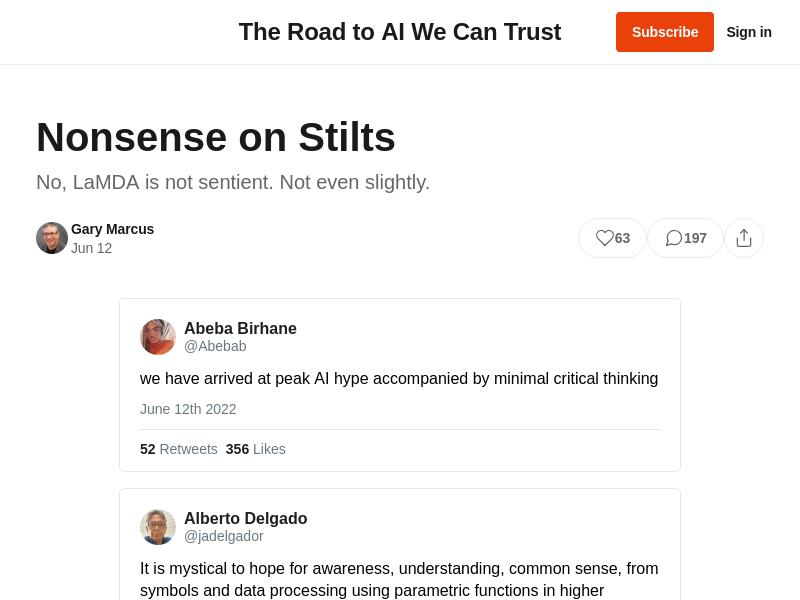 The Road to AI We Can Trust
Subscribe
Sign in
Nonsense on Stilts
No, LaMDA is not sentient. Not even slightly.
Gary Marcus
Jun 12
63
197
Abeba Birhane
@Abebab
we have arrived at peak AI hype accompanied by minimal critical thinking
June 12th 2022
52 Retweets 356 Likes
Alberto Delgado
@jadelgador
It is mystical to hope for awareness, understanding, common sense, from
symbols and data processing using parametric functions in higher